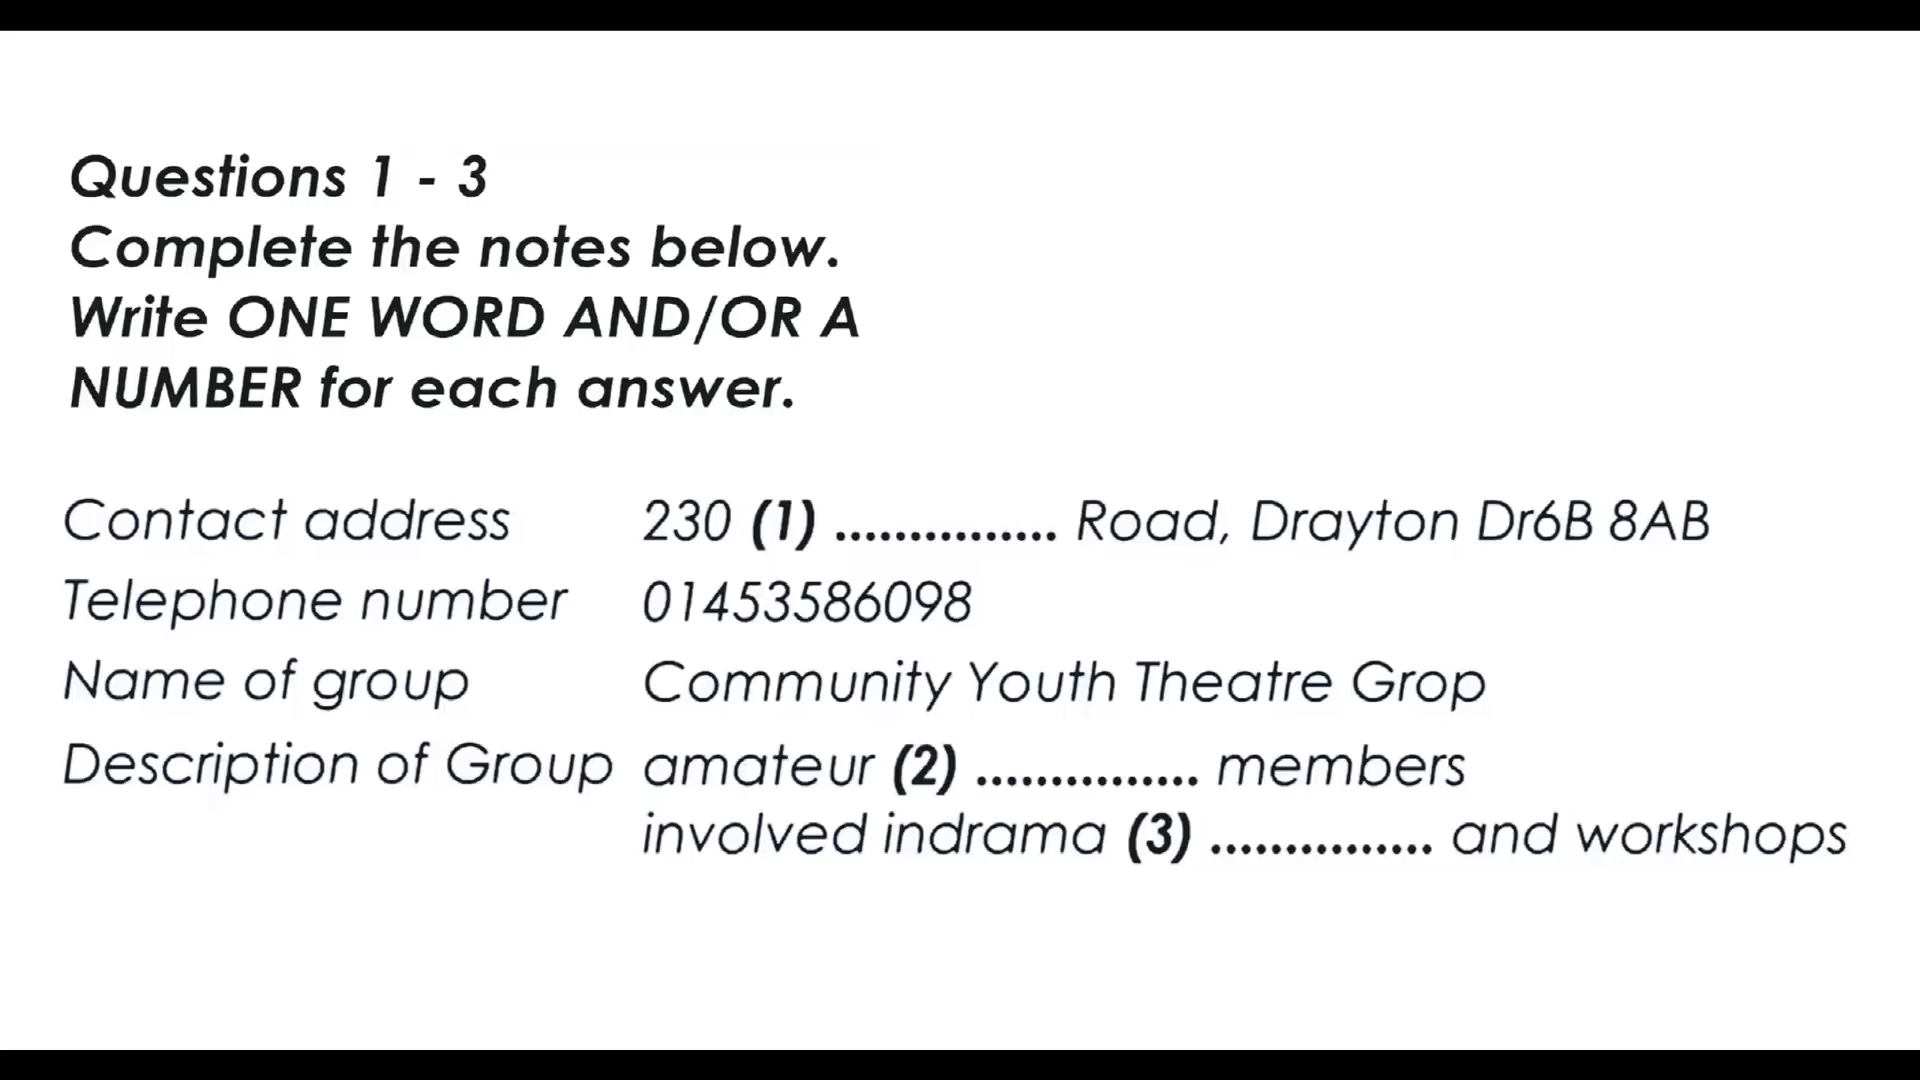 Questions 1 - 3
Complete the notes below.
Write ONE WORD AND/OR A
NUMBER for each answer.
Contact address 230 (1) ............... Road, Drayton Dr6B 8AB
Telephone number 01453586098
Name of group Community Youth Theatre Grop
Description of Group amateur (2) ............... members
involved indrama (3) ............... and workshops